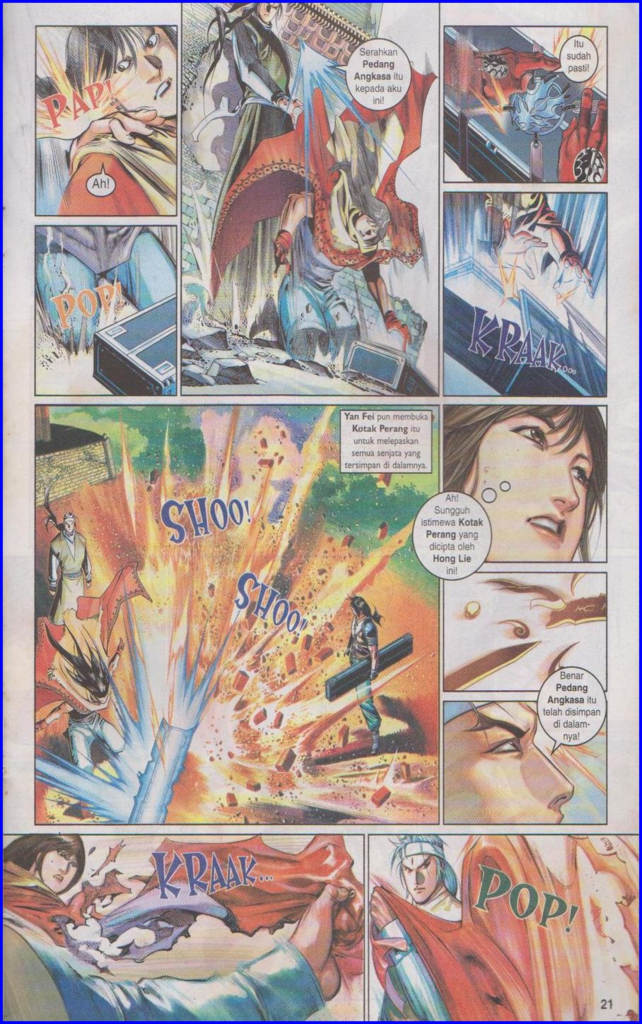 PAP!
Ah!
Serahkan
Pedang
Angkasa itu
kepada aku
ini!
Itu
sudah
pasti!
POP!
KRAAK...
Yan Fei pun membuka
Kotak Perang itu
untuk melepaskan
semua senjata yang
tersimpan di dalamnya.
SHOO!
SHOO!!
Ah!
Sungguh
istimewa Kotak
Perang yang
dicipta oleh
Hong Lie
ini!
Benar
Pedang
Angkasa itu
telah disimpan
di dalam-
nya!
KRAAK...
POP!
21